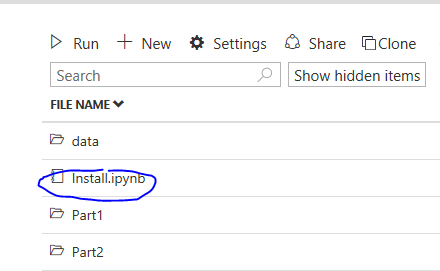 Run New Settings Share Clone
Search Show hidden items
FILE NAME
data
Install.ipynb
Part1
Part2